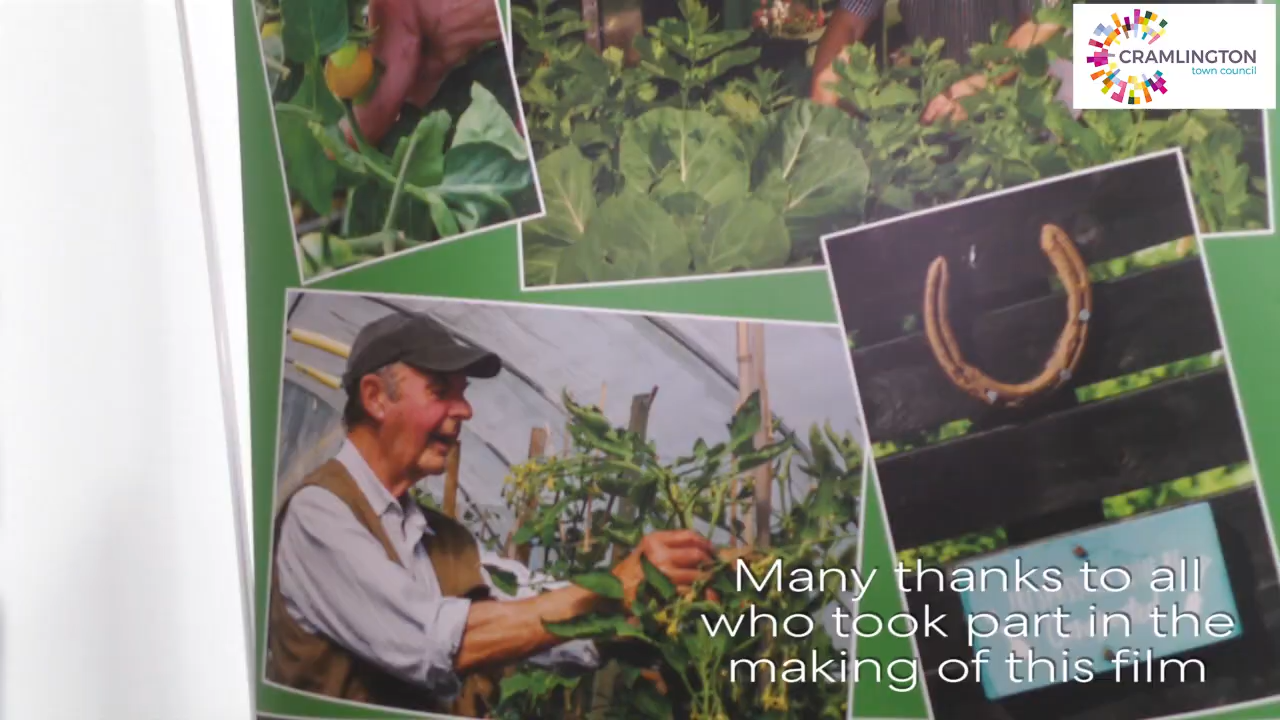 CRAMLINGTON
town council
Many thanks to all
who took part in the
making of this film